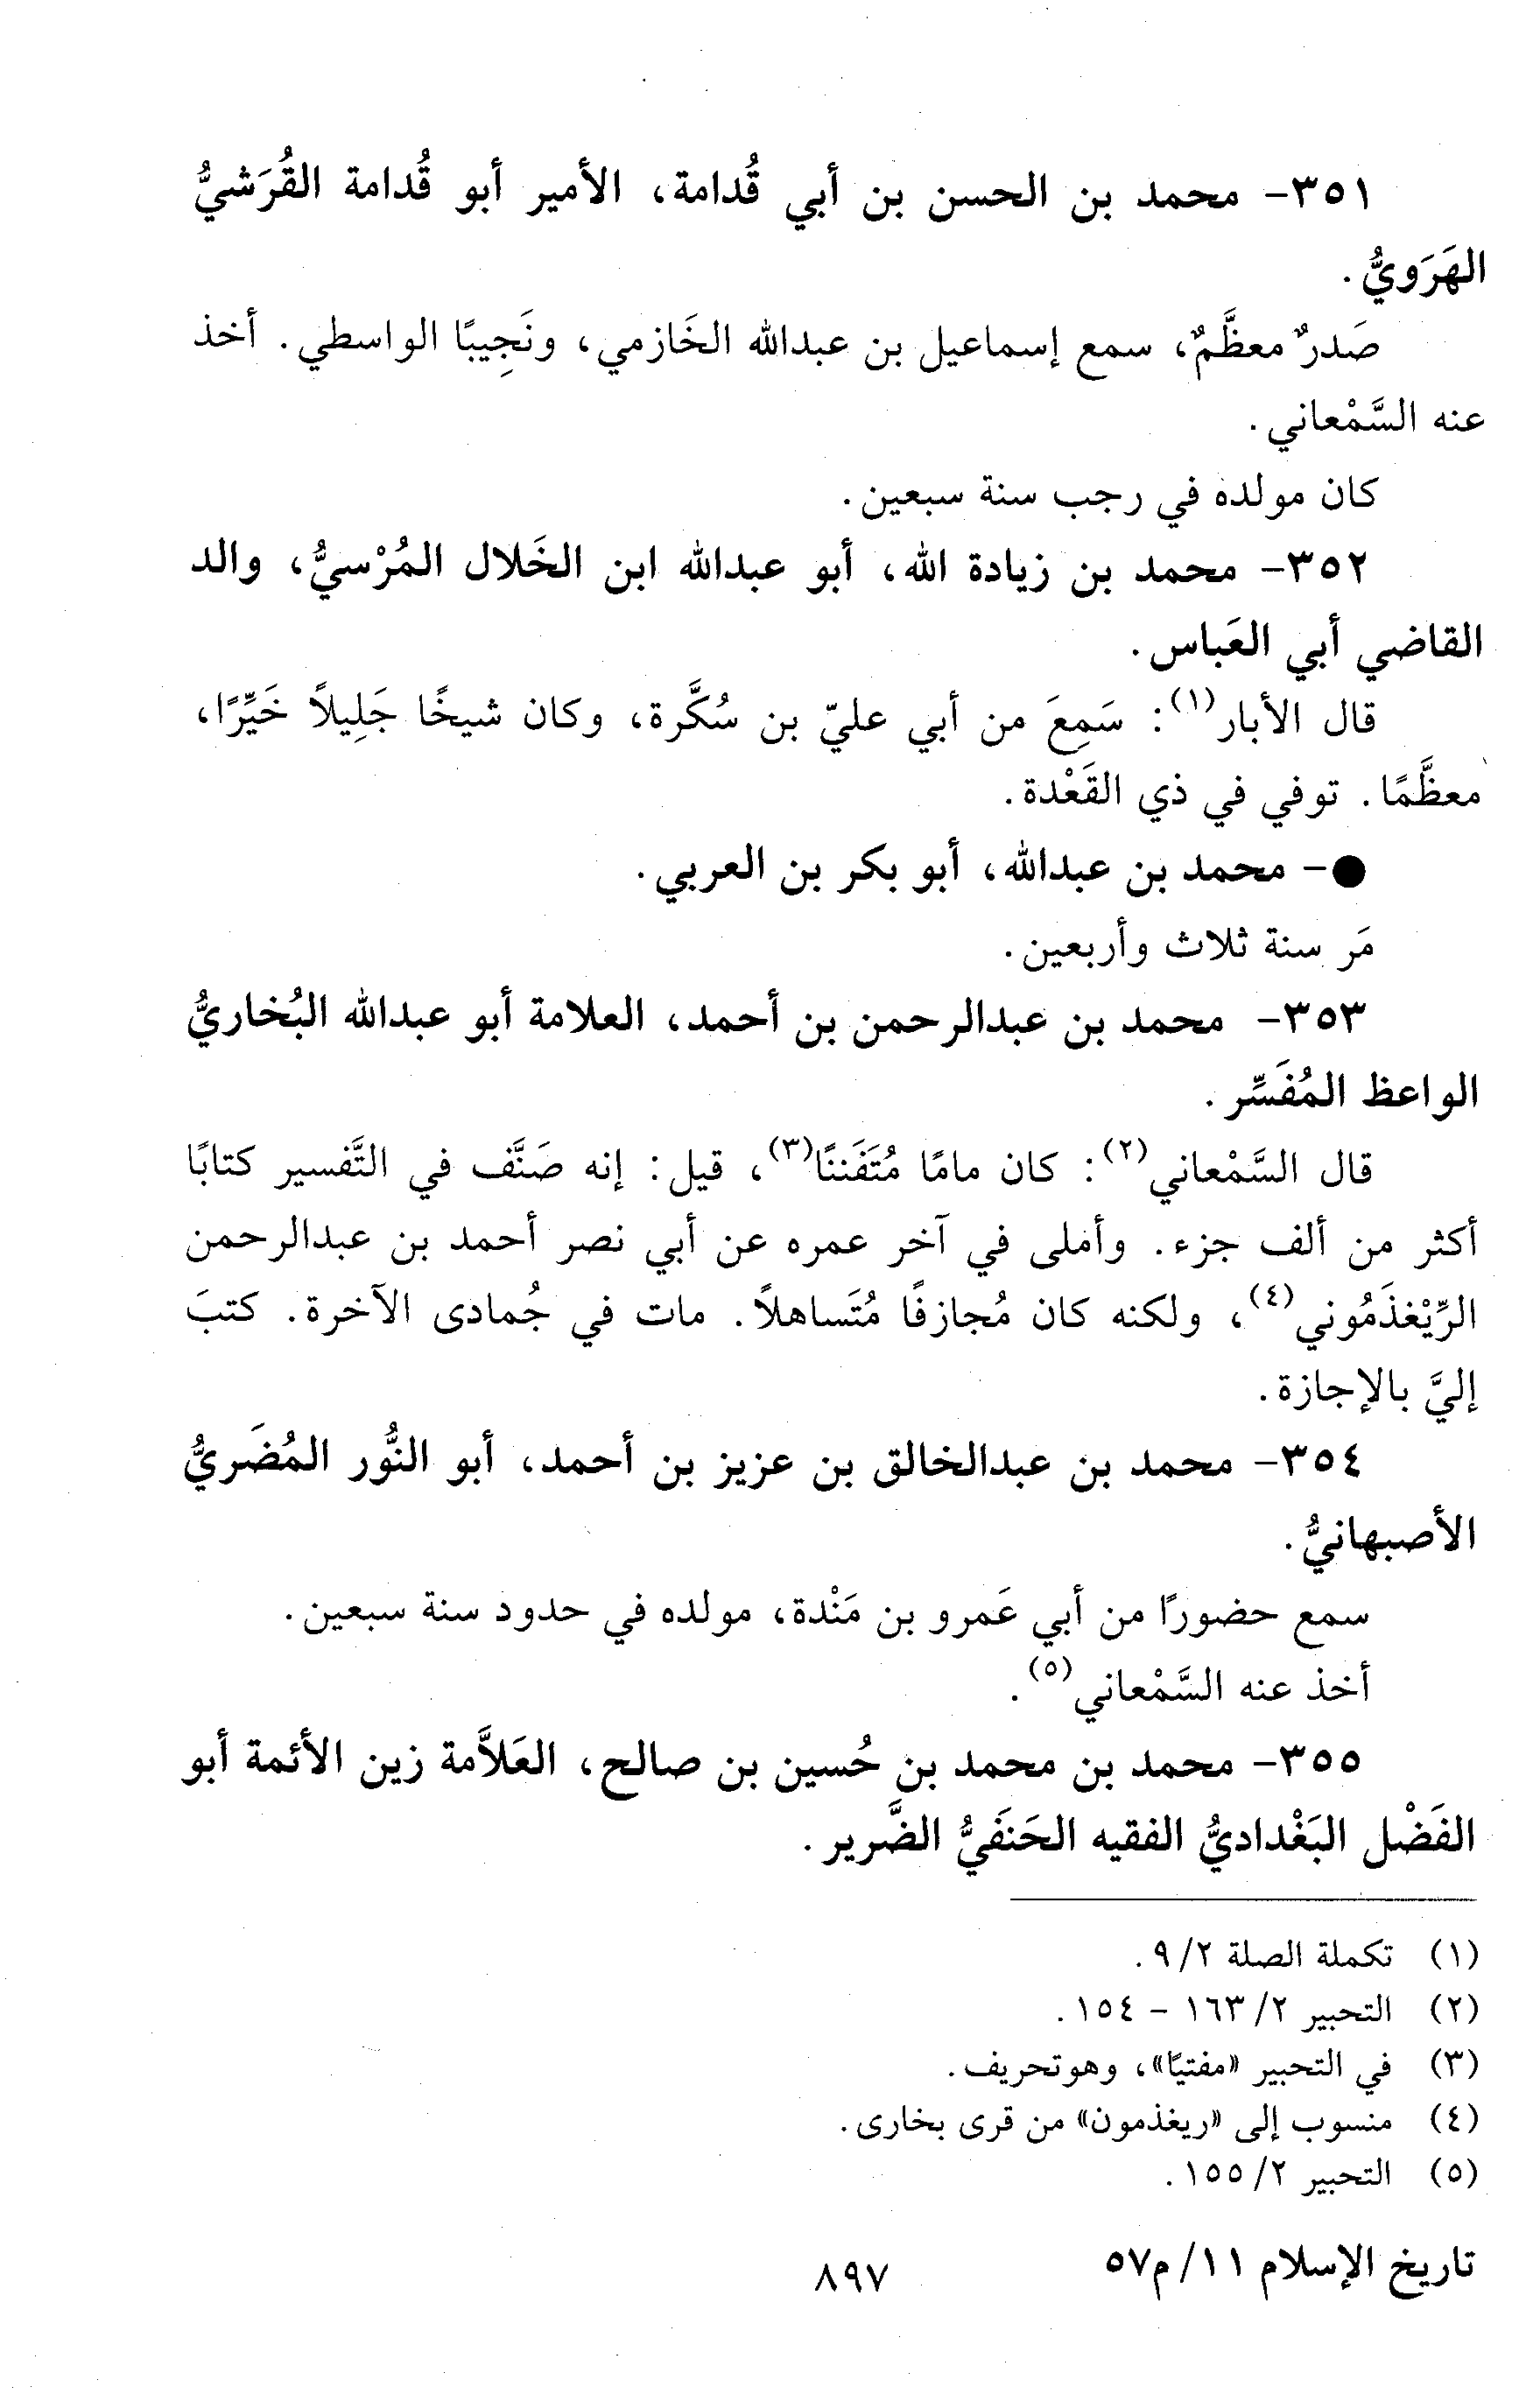 ٣٥١- محمد بن الحسن بن أبي قُدامة، الأمير أبو قُدامة القُرَشيُّ
الهَرَويُّ.
صَدرٌ معظَّمٌ، سمع إسماعيل بن عبدالله الخَازمي، ونَجِيبًا الواسطي. أخذ
عنه السَّمْعاني.
كان مولده في رجب سنة سبعين.
٣٥٢- محمد بن زيادة الله، أبو عبدالله ابن الخَلال المُرْسيُّ، والد
القاضي أبي العَباس.
قال الأبار(١): سَمِعَ من أبي عليّ بن سُكَّرة، وكان شيخًا جَلِيلاً خَيِّرًا،
معظَّمًا. توفي في ذي القَعْدة.
●- محمد بن عبدالله، أبو بكر بن العربي.
مَر سنة ثلاث وأربعين.
٣٥٣- محمد بن عبدالرحمن بن أحمد، العلامة أبو عبدالله البُخاريُّ
الواعظ المُفَسِّر.
قال السَّمْعاني(٢): كان مامًا مُتَفَننًا(٣)، قيل: إنه صَنَّف في التَّفسير كتابًا
أكثر من ألف جزء. وأملى في آخر عمره عن أبي نصر أحمد بن عبدالرحمن
الرِّيْغذَمُوني(٤)، ولكنه كان مُجازفًا مُتَساهلاً. مات في جُمادى الآخرة. كتبَ
إليَّ بالإجازة.
٣٥٤- محمد بن عبدالخالق بن عزيز بن أحمد، أبو النُّور المُضَريُّ
الأصبهانيُّ.
سمع حضورًا من أبي عَمرو بن مَنْدة، مولده في حدود سنة سبعين.
أخذ عنه السَّمْعاني(٥).
٣٥٥- محمد بن محمد بن حُسين بن صالح، العَلاَّمة زين الأئمة أبو
الفَضْل البَغْداديُّ الفقيه الحَنَفيُّ الضَّرير.
(١) تكملة الصلة ٢/ ٩.
(٢) التحبير ٢/ ١٦٣ - ١٥٤.
(٣) في التحبير «مفتيًا»، وهوتحريف.
(٤) منسوب إلى «ريغذمون» من قرى بخارى.
(٥) التحبير ٢/ ١٥٥.
تاريخ الإسلام ١١/ م٥٧
٨٩٧